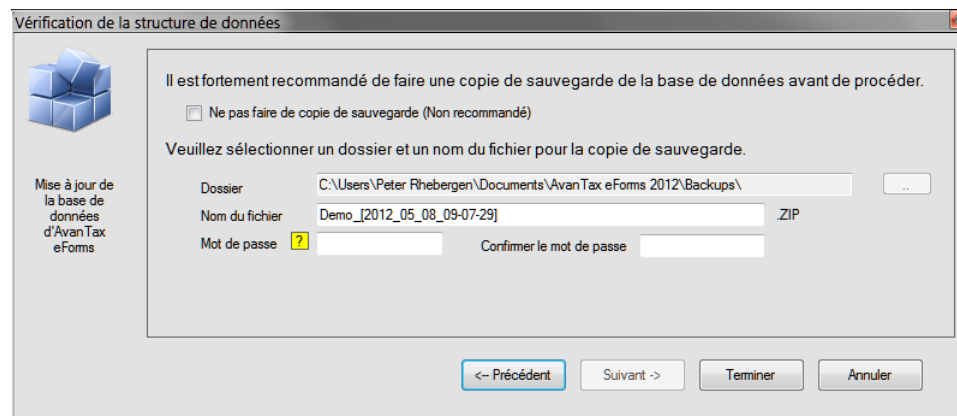 Vérification de la structure de données
Il est fortement recommandé de faire une copie de sauvegarde de la base de données avant de procéder.
Ne pas faire de copie de sauvegarde (Non recommandé)
Veuillez sélectionner un dossier et un nom du fichier pour la copie de sauvegarde.
Mise à jour de
la base de
données
d'AvanTax
eForms
Dossier C:\Users\Peter Rhebergen\Documents\AvanTax eForms 2012\Backups\ ..
Nom du fichier Demo_[2012_05_08_09-07-29] .ZIP
Mot de passe ? Confirmer le mot de passe
<-- Précédent Suivant -> Terminer Annuler